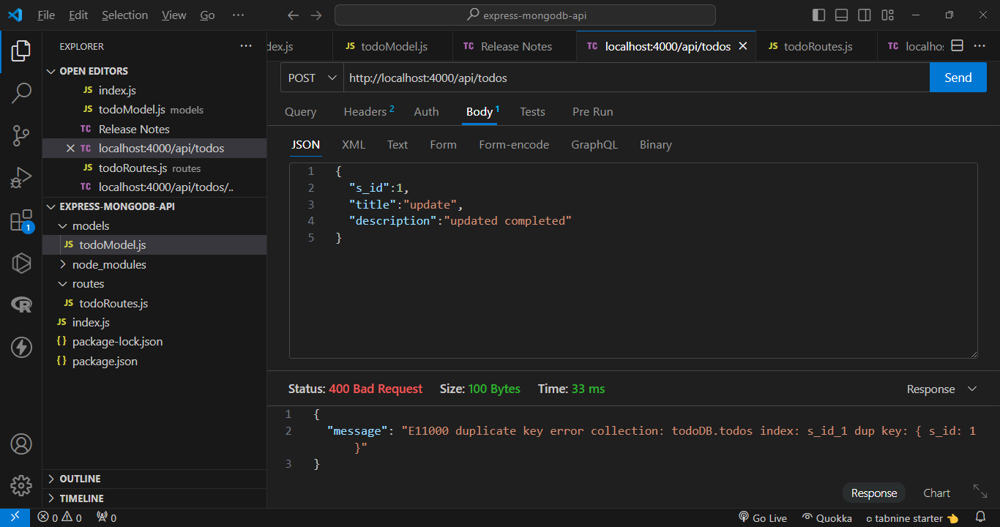 File Edit Selection View Go ··· express-mongodb-api
EXPLORER ···
OPEN EDITORS
JS index.js
JS todoModel.js models
TC Release Notes
TC localhost:4000/api/todos
JS todoRoutes.js routes
TC localhost:4000/api/todos/..
EXPRESS-MONGODB-API
models
JS todoModel.js
node_modules
routes
JS todoRoutes.js
JS index.js
{} package-lock.json
{} package.json
OUTLINE
TIMELINE
1
dex.js JS todoModel.js TC Release Notes TC localhost:4000/api/todos JS todoRoutes.js TC localhos: ···
POST http://localhost:4000/api/todos Send
Query Headers 2 Auth Body 1 Tests Pre Run
JSON XML Text Form Form-encode GraphQL Binary
1 {
2 "s_id":1,
3 "title":"update",
4 "description":"updated completed"
5 }
Status: 400 Bad Request Size: 100 Bytes Time: 33 ms Response
1 {
2 "message": "E11000 duplicate key error collection: todoDB.todos index: s_id_1 dup key: { s_id: 1
}"
3 }
Response Chart
0 0 0 Go Live Quokka tabnine starter 👈